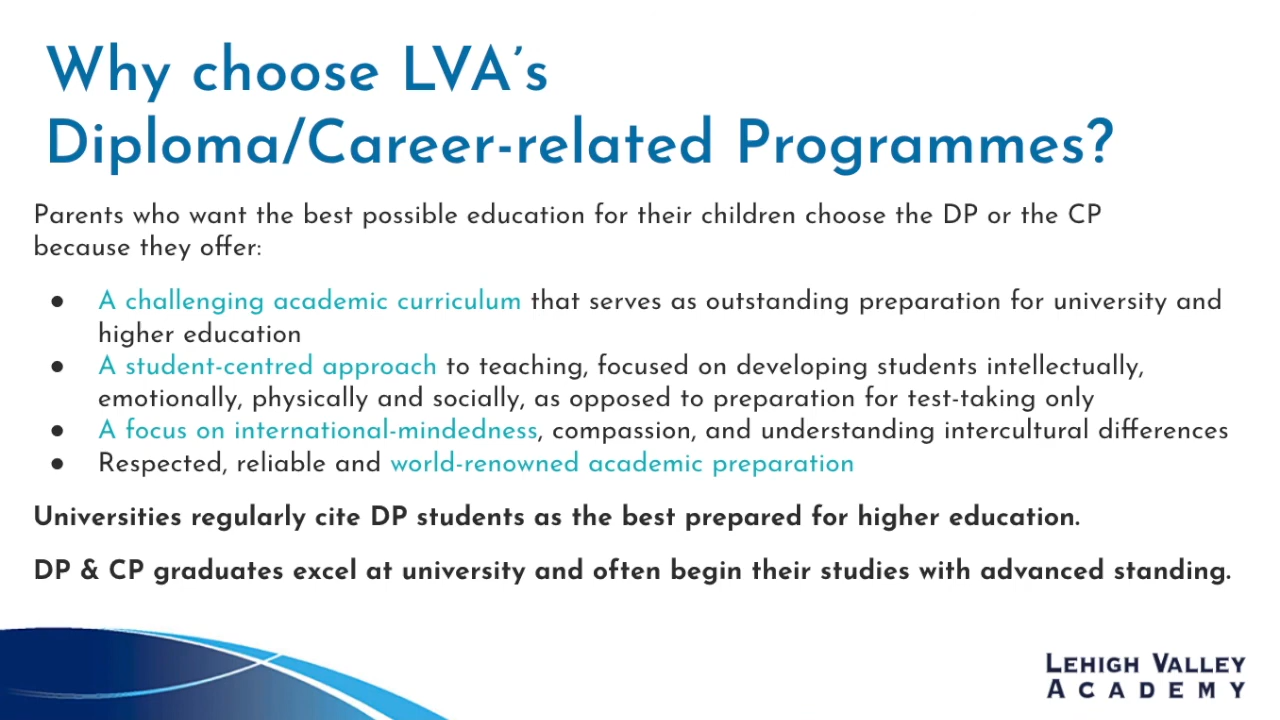 Why choose LVA's
Diploma/Career-related Programmes?
Parents who want the best possible education for their children choose the DP or the CP
because they offer:
● A challenging academic curriculum that serves as outstanding preparation for university and
higher education
● A student-centred approach to teaching, focused on developing students intellectually,
emotionally, physically and socially, as opposed to preparation for test-taking only
● A focus on international-mindedness, compassion, and understanding intercultural differences
● Respected, reliable and world-renowned academic preparation
Universities regularly cite DP students as the best prepared for higher education.
DP & CP graduates excel at university and often begin their studies with advanced standing.
LEHIGH VALLEY
ACADEMY